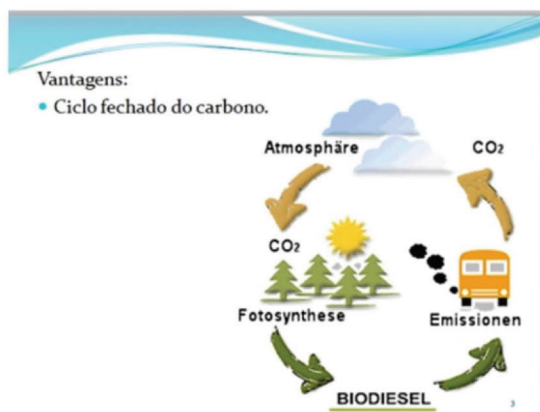 Vantagens:
• Ciclo fechado do carbono.
Atmosphäre
CO₂
CO₂
Fotosynthese
Emissionen
BIODIESEL
3